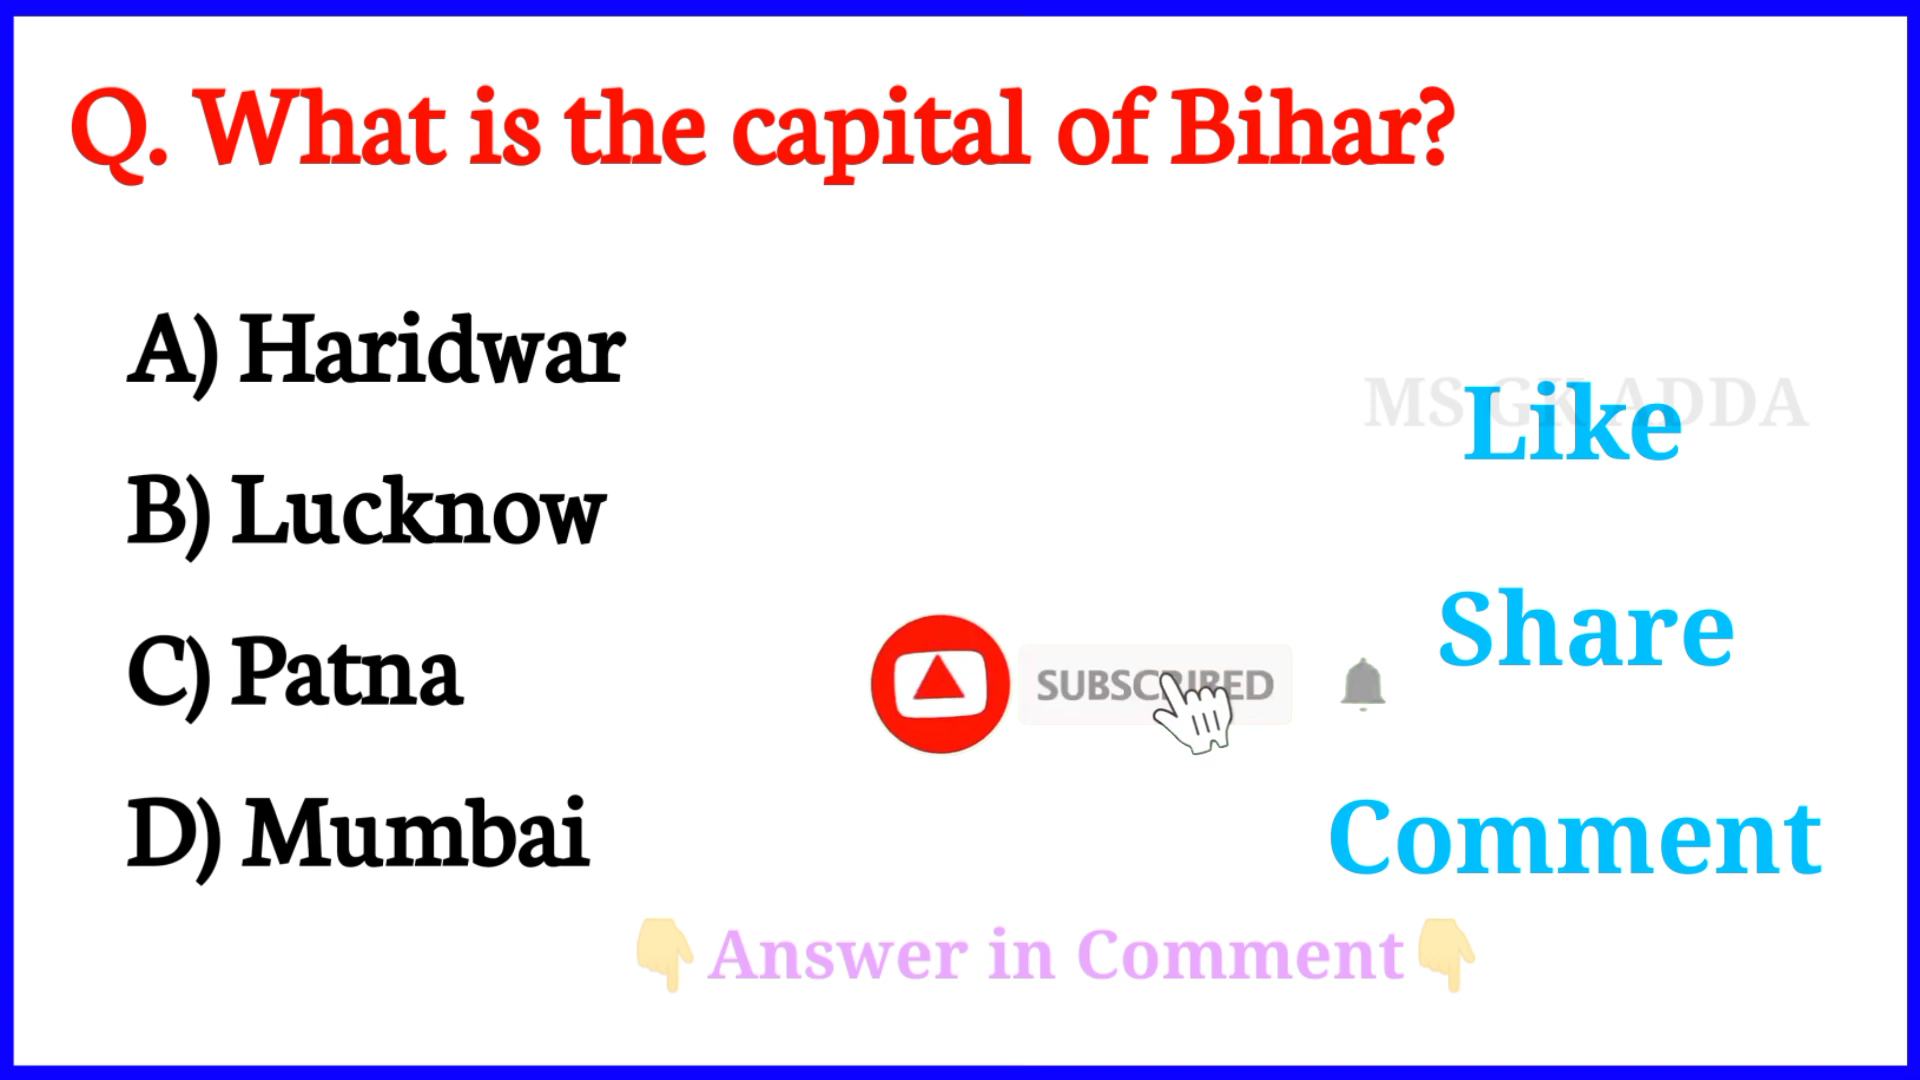 Q. What is the capital of Bihar?
A) Haridwar
B) Lucknow
C) Patna
D) Mumbai
MS GK ADDA
Like
Share
SUBSCRIBED
Comment
👇Answer in Comment👇